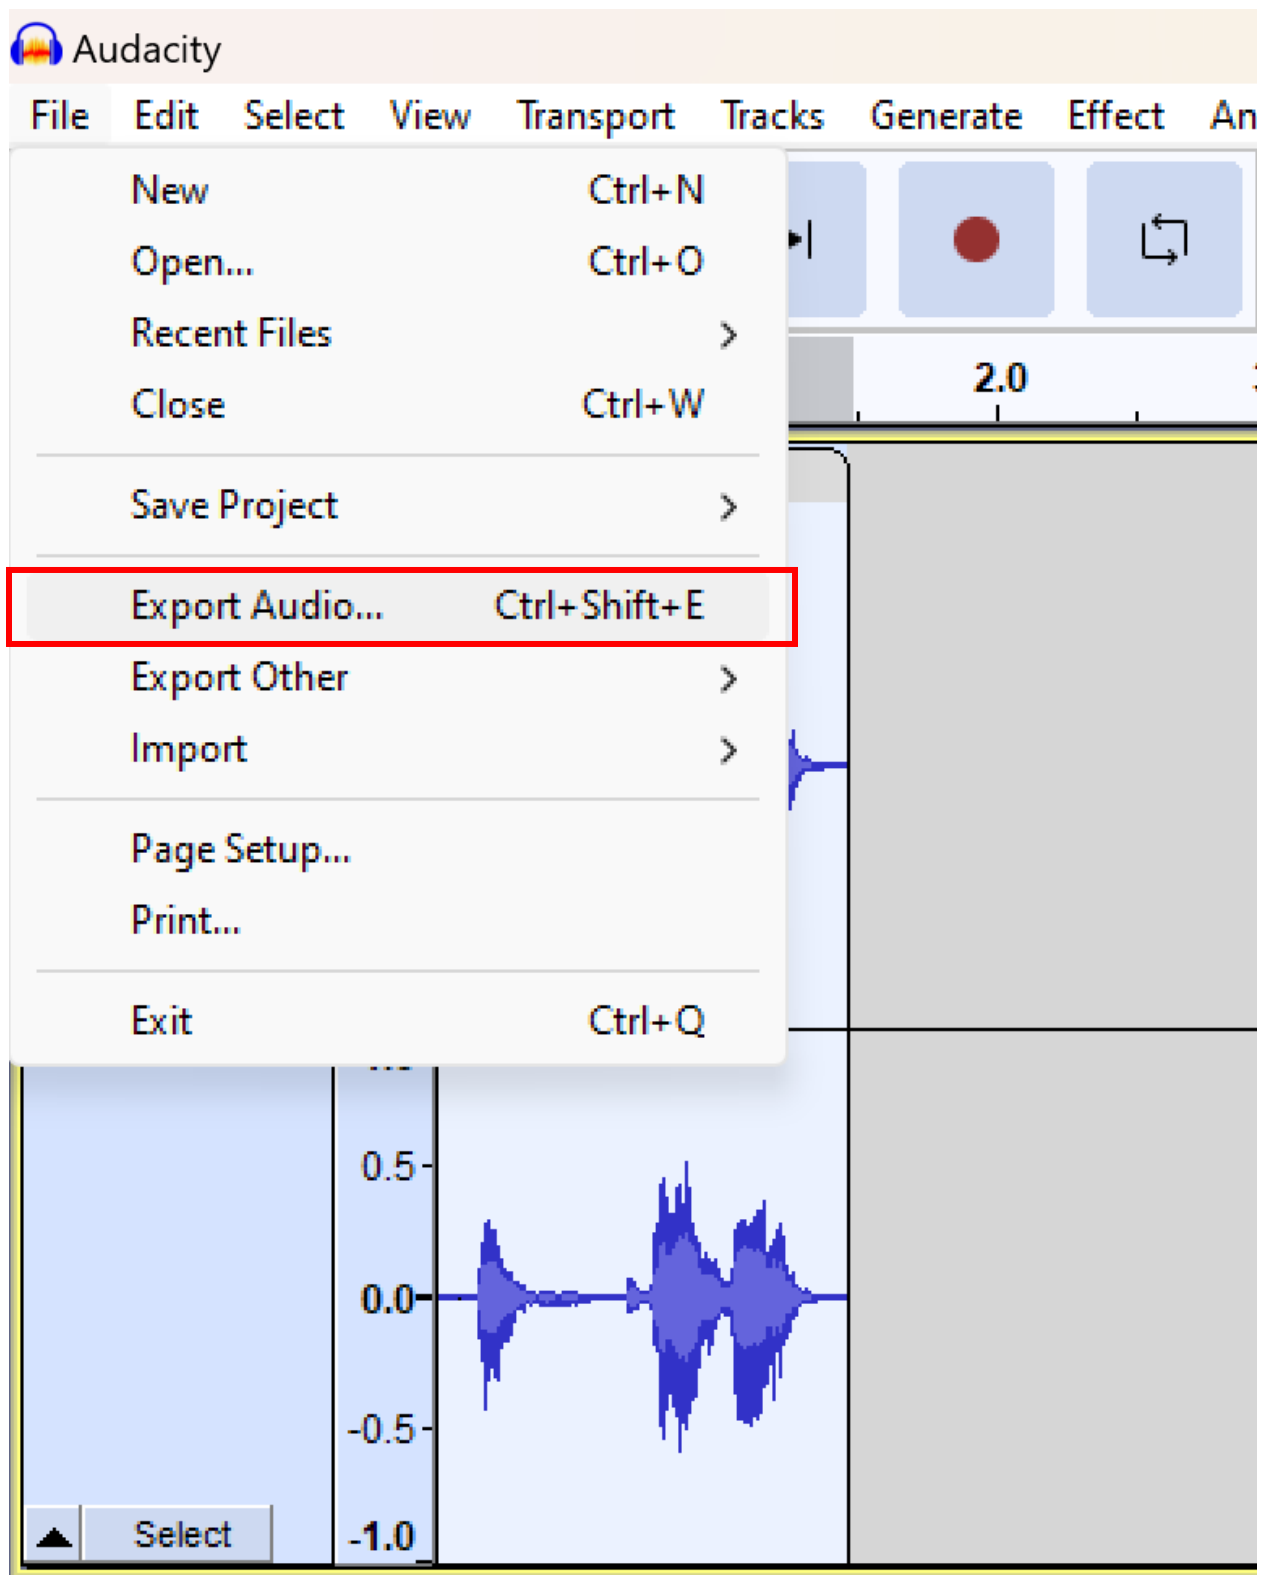 Audacity
File Edit Select View Transport Tracks Generate Effect An
New Ctrl+N
Open... Ctrl+O
Recent Files
Close Ctrl+W
2.0
Save Project
Export Audio... Ctrl+Shift+E
Export Other
Import
Page Setup...
Print...
Exit Ctrl+Q
0.5
0.0
-0.5
Select
-1.0